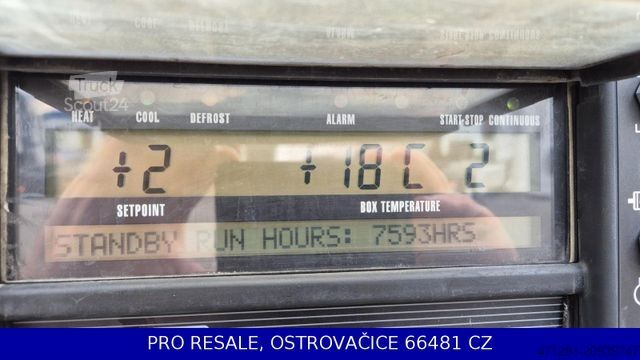 Truck
Scout24
HEAT COOL DEFROST ALARM START-STOP CONTINUOUS
+2 +18C 2
SETPOINT BOX TEMPERATURE
STANDBY RUN HOURS: 7593HRS
PRO RESALE, OSTROVAČICE 66481 CZ